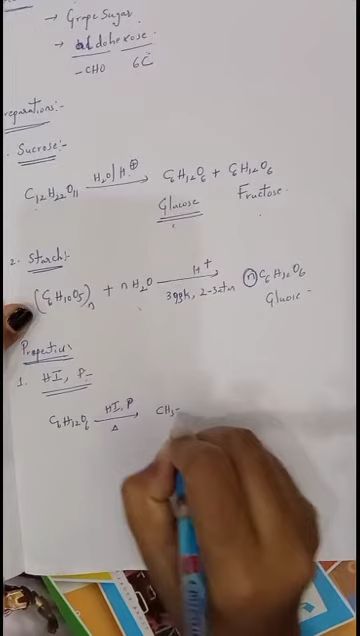 → Grape Sugar
→ aldohexose.
-CHO 6C
reparations:-
. Sucrose:-
C12H22O11 H2O/H⊕ → C6H12O6 + C6H12O6
Glucose Fructose.
2. Starch:-
(C6H10O5)n + nH2O H+ → n C6H12O6
393k, 2-3atm Glucose
Properties:-
1. HI, P:-
C6H12O6 HI, P → CH3-
Δ